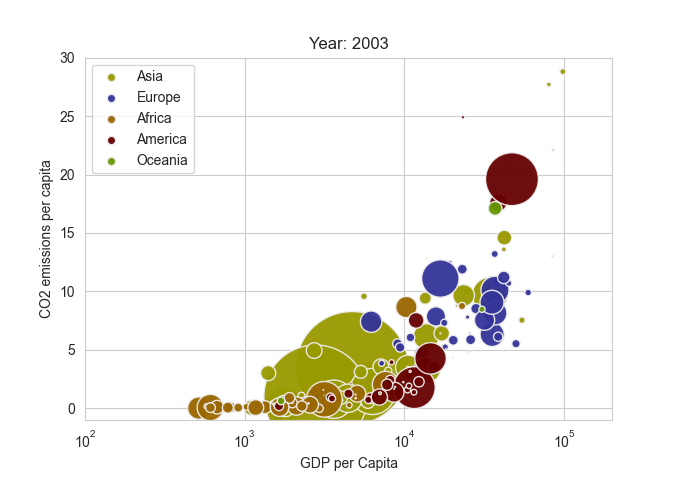 Year: 2003
30
25
20
15
10
5
0
CO2 emissions per capita
Asia
Europe
Africa
America
Oceania
10²
10³
10⁴
10⁵
GDP per Capita